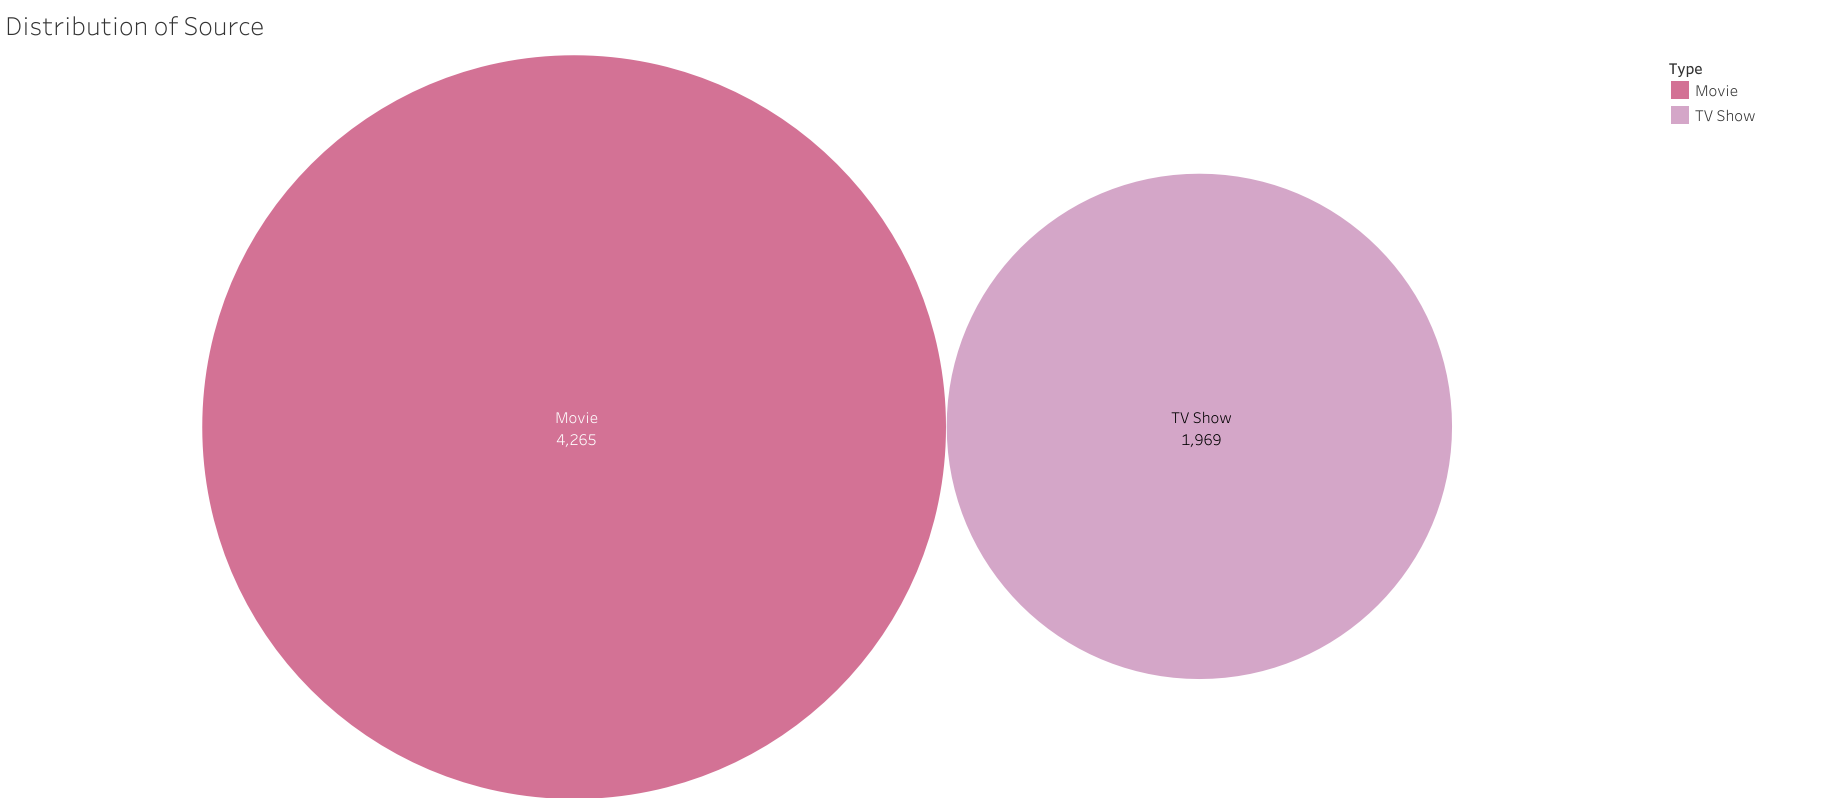 Distribution of Source
Type
Movie
TV Show
Movie
4,265
TV Show
1,969